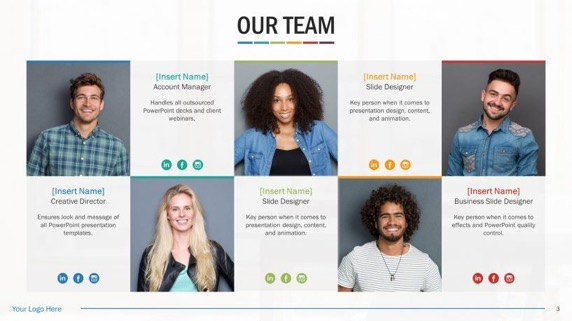 OUR TEAM
[Insert Name]
Account Manager
Handles all outsourced
PowerPoint decks and client
webinars.
[Insert Name]
Slide Designer
Key person when it comes to
presentation design, content,
and animation.
[Insert Name]
Creative Director
Ensures look and message of
all PowerPoint presentation
templates.
[Insert Name]
Slide Designer
Key person when it comes to
presentation design, content,
and animation.
[Insert Name]
Business Slide Designer
Key person when it comes to
effects and PowerPoint quality
control.
Your Logo Here
3